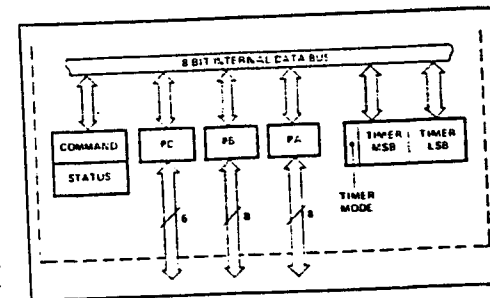 8 BIT INTERNAL DATA BUS
COMMAND
STATUS
PC
PB
PA
TIMER MSB
TIMER LSB
TIMER MODE
6
8
8